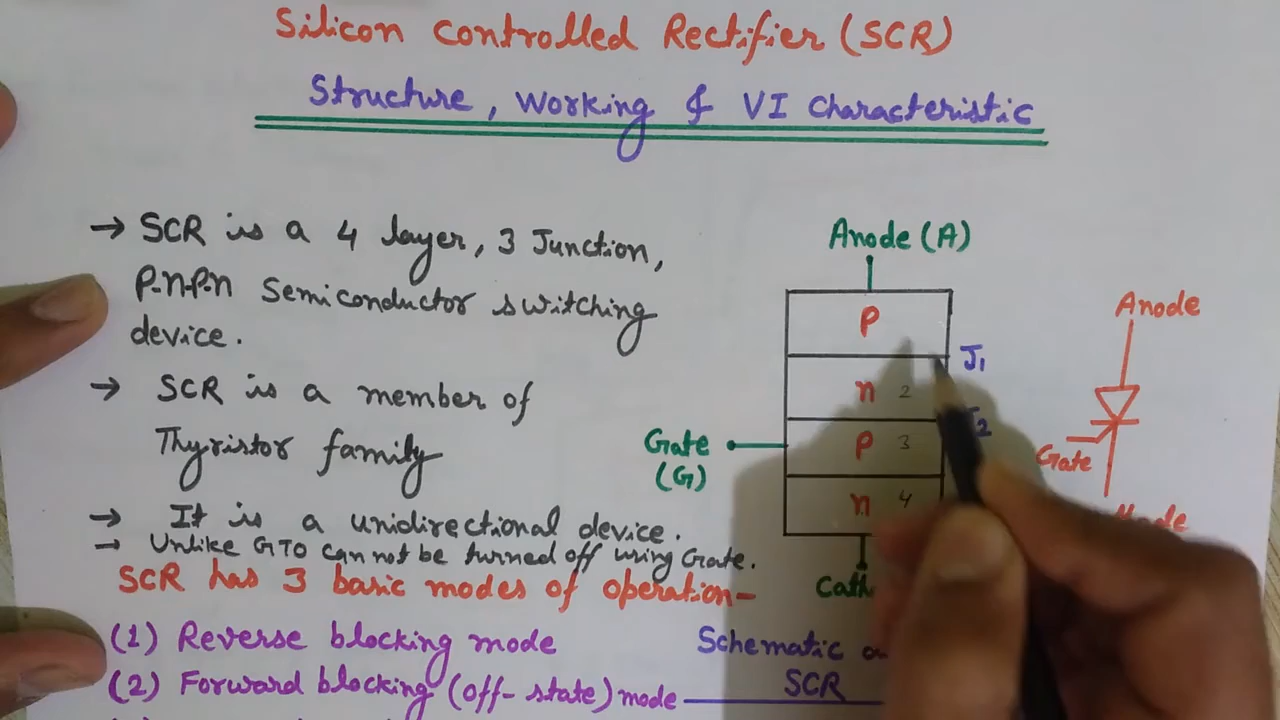 Silicon Controlled Rectifier (SCR)
Structure, Working & VI Characteristic
→ SCR is a 4 layer, 3 Junction,
P-n-P-n Semiconductor switching
device.
→ SCR is a member of
Thyristor family
→ It is a unidirectional device.
→ Unlike GTO can not be turned off using Gate.
SCR has 3 basic modes of operation-
(1) Reverse blocking mode
(2) Forward blocking (off-state) mode
Anode (A)
P
J1
n 2
2
P 3
n 4
Gate
(G)
Cath
Schematic
SCR
Anode
Gate